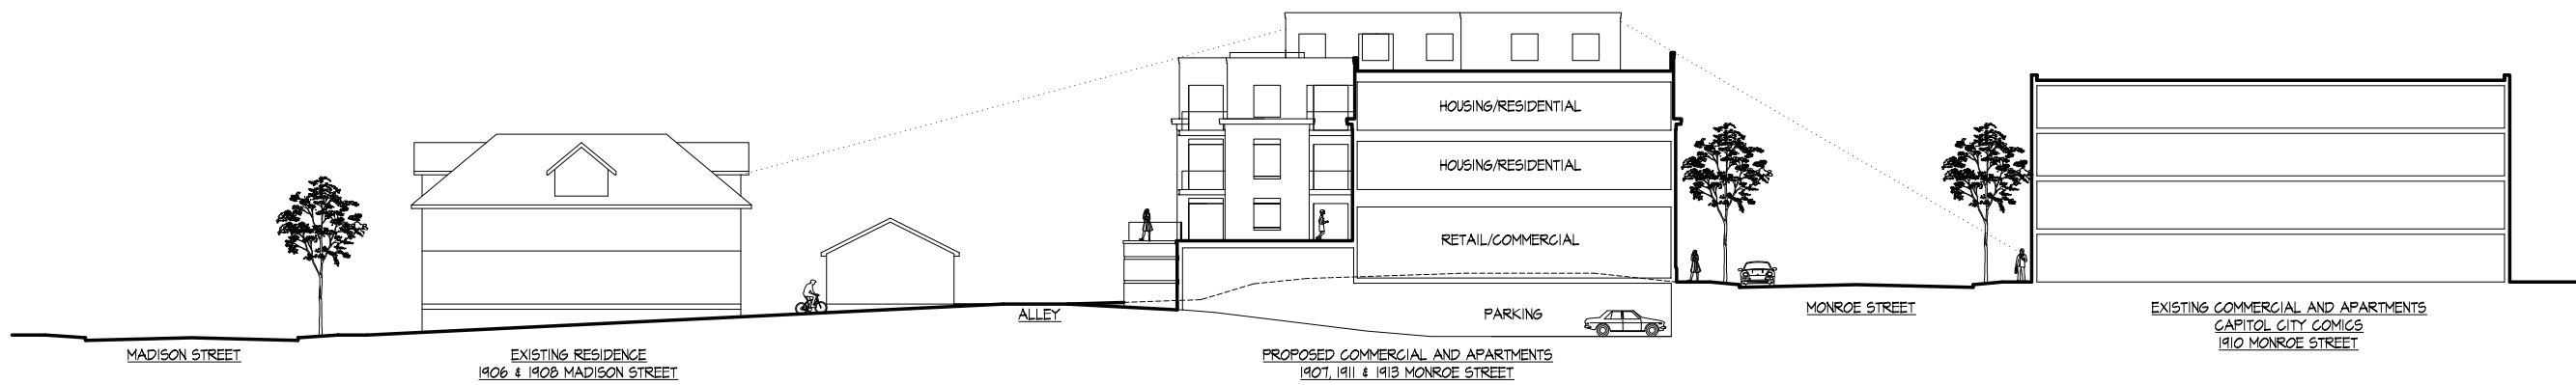 HOUSING/RESIDENTIAL
HOUSING/RESIDENTIAL
RETAIL/COMMERCIAL
PARKING
MADISON STREET
EXISTING RESIDENCE
1906 & 1908 MADISON STREET
ALLEY
PROPOSED COMMERCIAL AND APARTMENTS
1907, 1911 & 1913 MONROE STREET
MONROE STREET
EXISTING COMMERCIAL AND APARTMENTS
CAPITOL CITY COMICS
1910 MONROE STREET